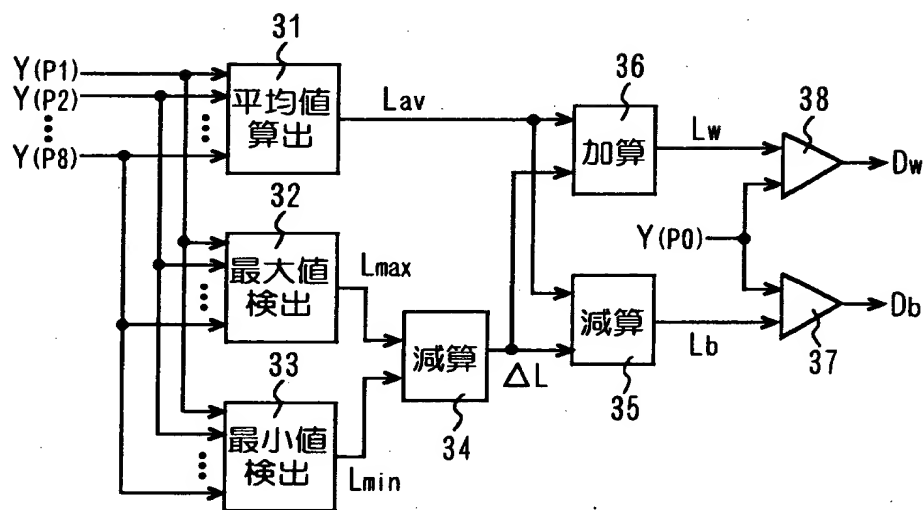 31
Y(P1)
Y(P2)
Y(P8)
平均値
算出
Lav
36
加算
Lw
38
Dw
32
最大値
検出
Lmax
Y(P0)
減算
34
ΔL
減算
35
Lb
37
Db
33
最小値
検出
Lmin